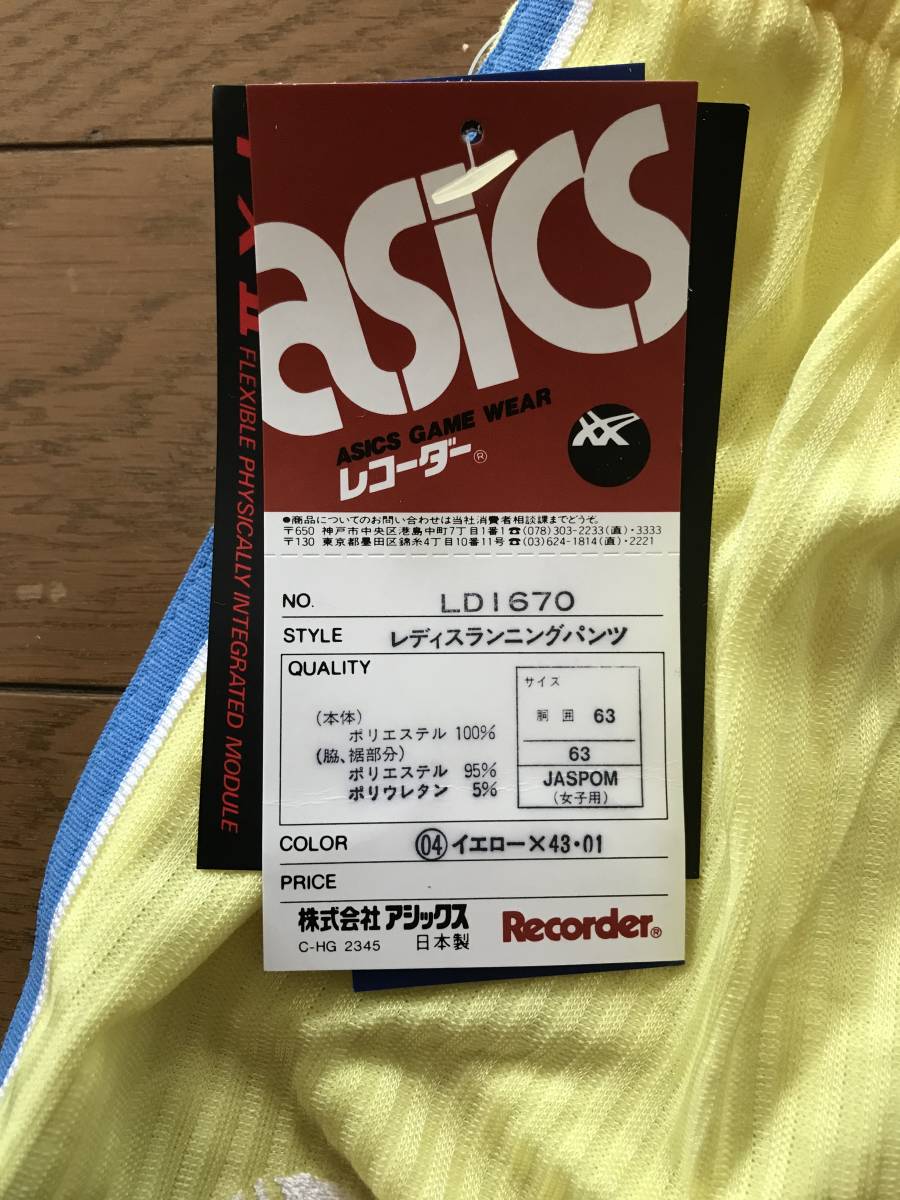 asics
ASICS GAME WEAR
レコーダー®
●商品についてのお問い合わせは当社消費者相談課までどうぞ。
〒650 神戸市中央区港島中町7丁目1番1 ☎(078)303-2233(直)・3333
〒130 東京都墨田区錦糸4丁目10番11号 ☎(03)624-1814(直)・2221
NO. LD1670
STYLE レディスランニングパンツ
QUALITY
(本体)
ポリエステル 100%
(脇、裾部分)
ポリエステル 95%
ポリウレタン 5%
サイズ
胴囲 63
63
JASPOM
(女子用)
COLOR ④ イエロー×43・01
PRICE
株式会社 アシックス
C-HG 2345 日本製
Recorder®
X II
FLEXIBLE PHYSICALLY INTEGRATED MODULE